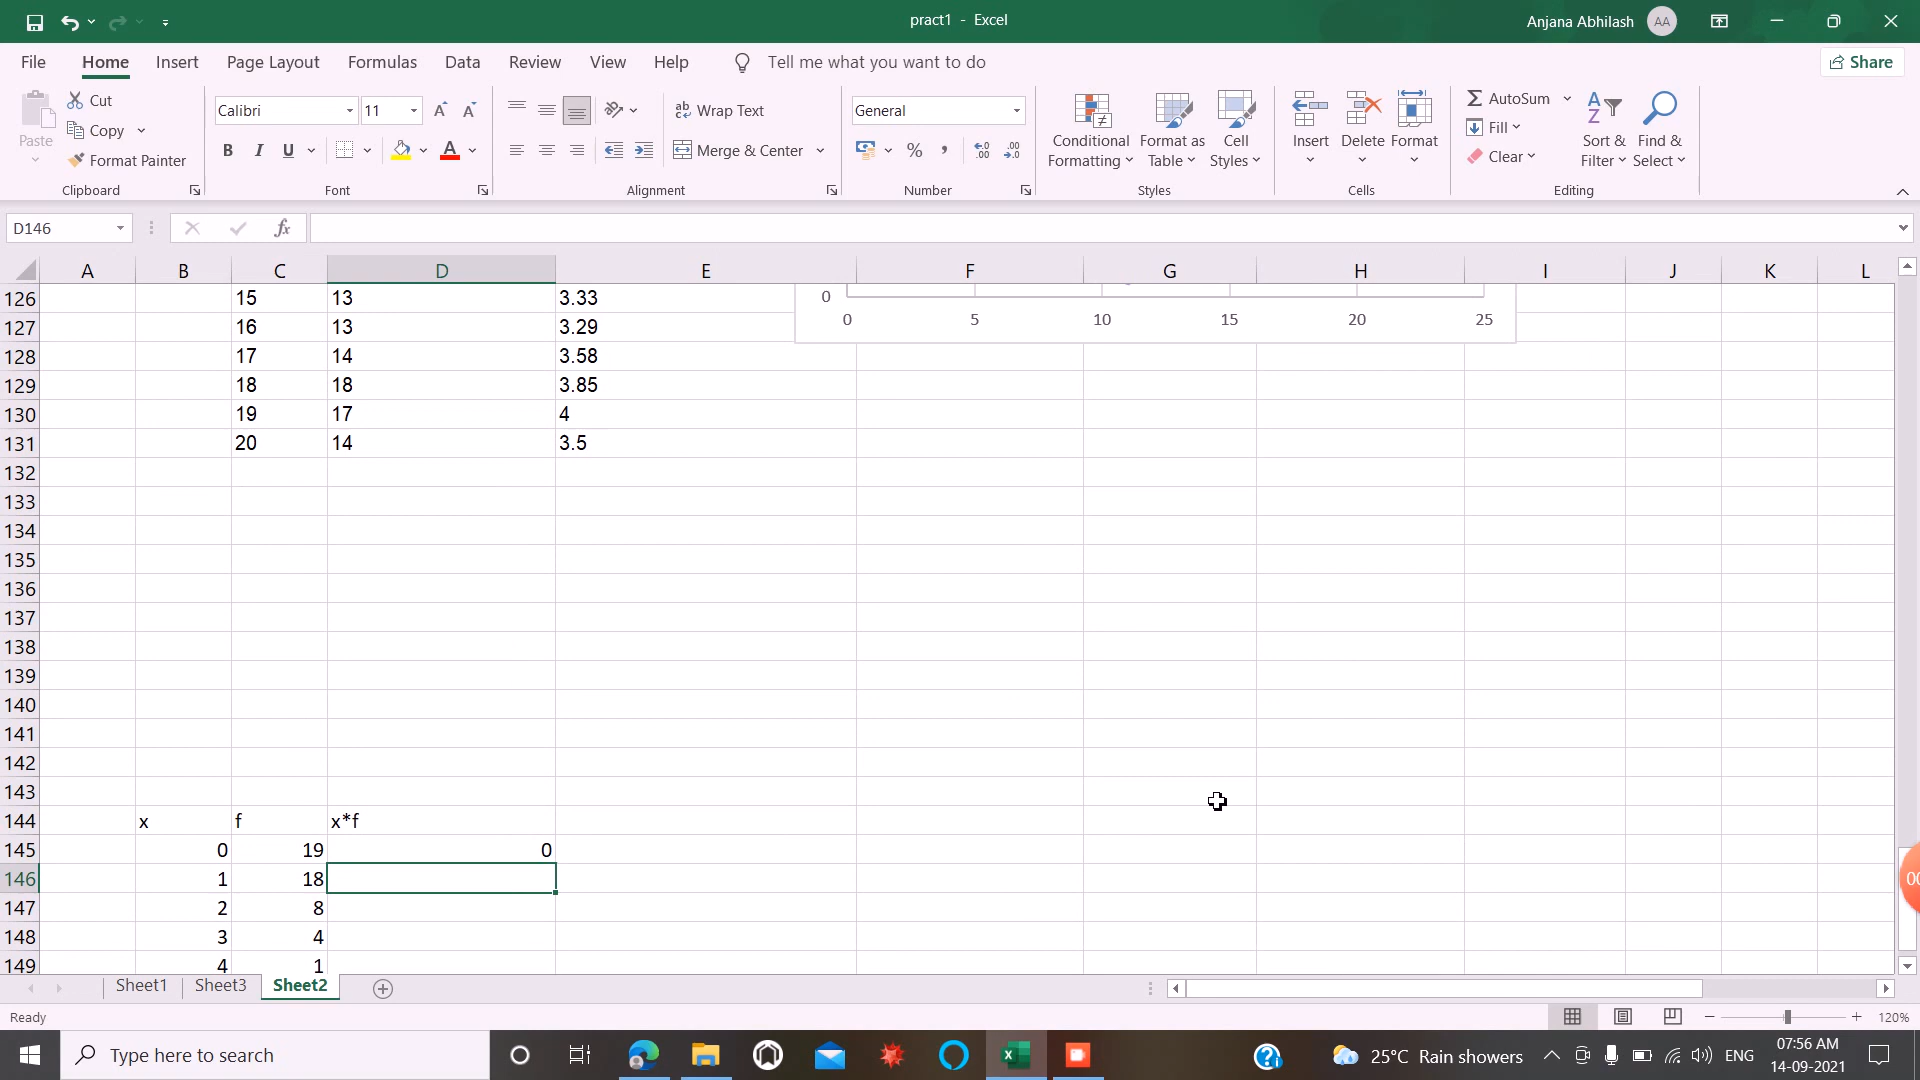 pract1 - Excel
Anjana Abhilash AA
File Home Insert Page Layout Formulas Data Review View Help Tell me what you want to do Share
Paste Cut Copy Format Painter Clipboard
Calibri 11 B I U Font
ab Wrap Text Merge & Center Alignment
General % Number
Conditional Formatting Format as Table Cell Styles Styles
Insert Delete Format Cells
AutoSum Fill Clear Sort & Filter Find & Select Editing
D146 fx
A B C D E F G H I J K L
126 15 13 3.33 0
127 16 13 3.29 0 5 10 15 20 25
128 17 14 3.58
129 18 18 3.85
130 19 17 4
131 20 14 3.5
132
133
134
135
136
137
138
139
140
141
142
143
144 x f x*f
145 0 19 0
146 1 18
147 2 8
148 3 4
149 4 1
Sheet1 Sheet3 Sheet2
Ready 120%
Type here to search 25°C Rain showers ENG 07:56 AM
14-09-2021